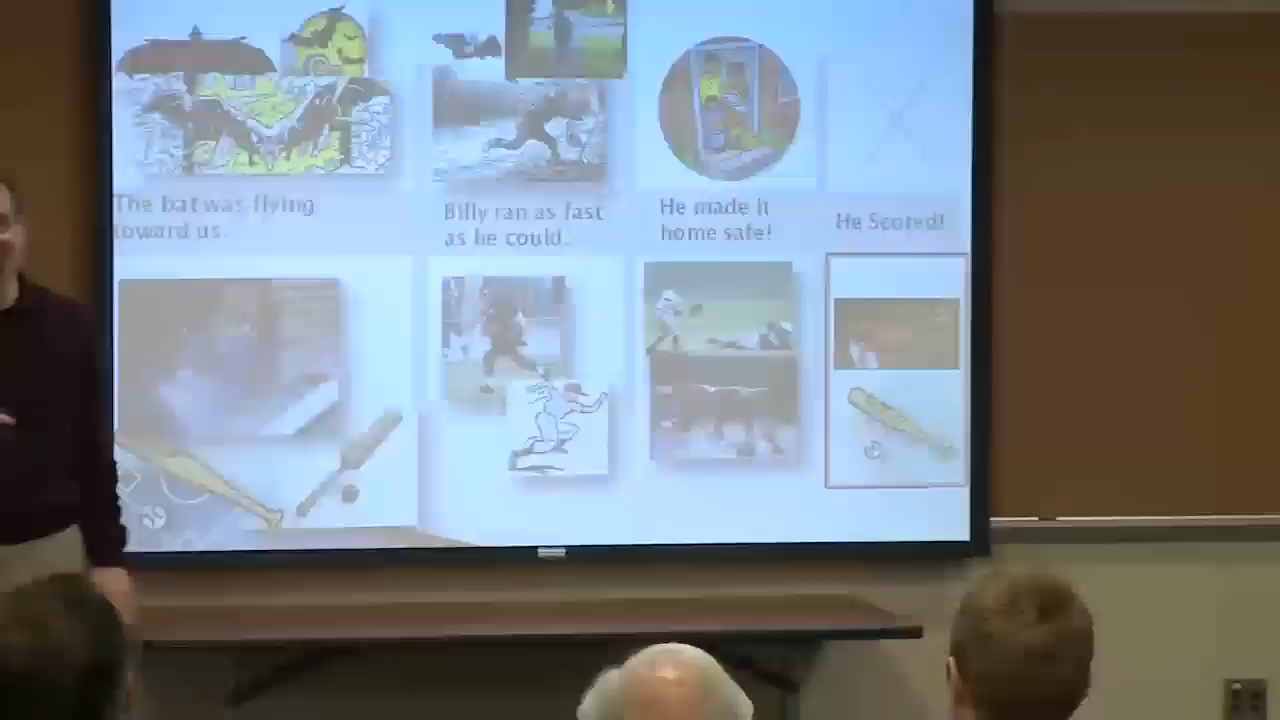 The bat was flying
toward us.
Billy ran as fast
as he could.
He made it
home safe!
He Scored!